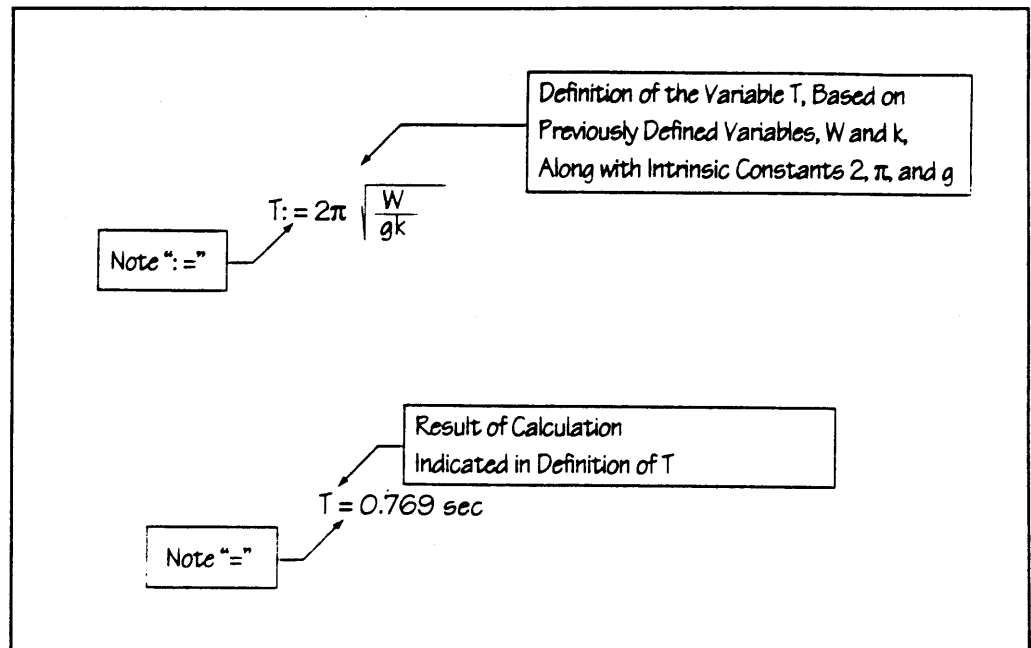 Definition of the Variable T, Based on
Previously Defined Variables, W and k,
Along with Intrinsic Constants 2, π, and g
T: = 2π √(W/gk)
Note “: =”
Result of Calculation
Indicated in Definition of T
T = 0.769 sec
Note “=”